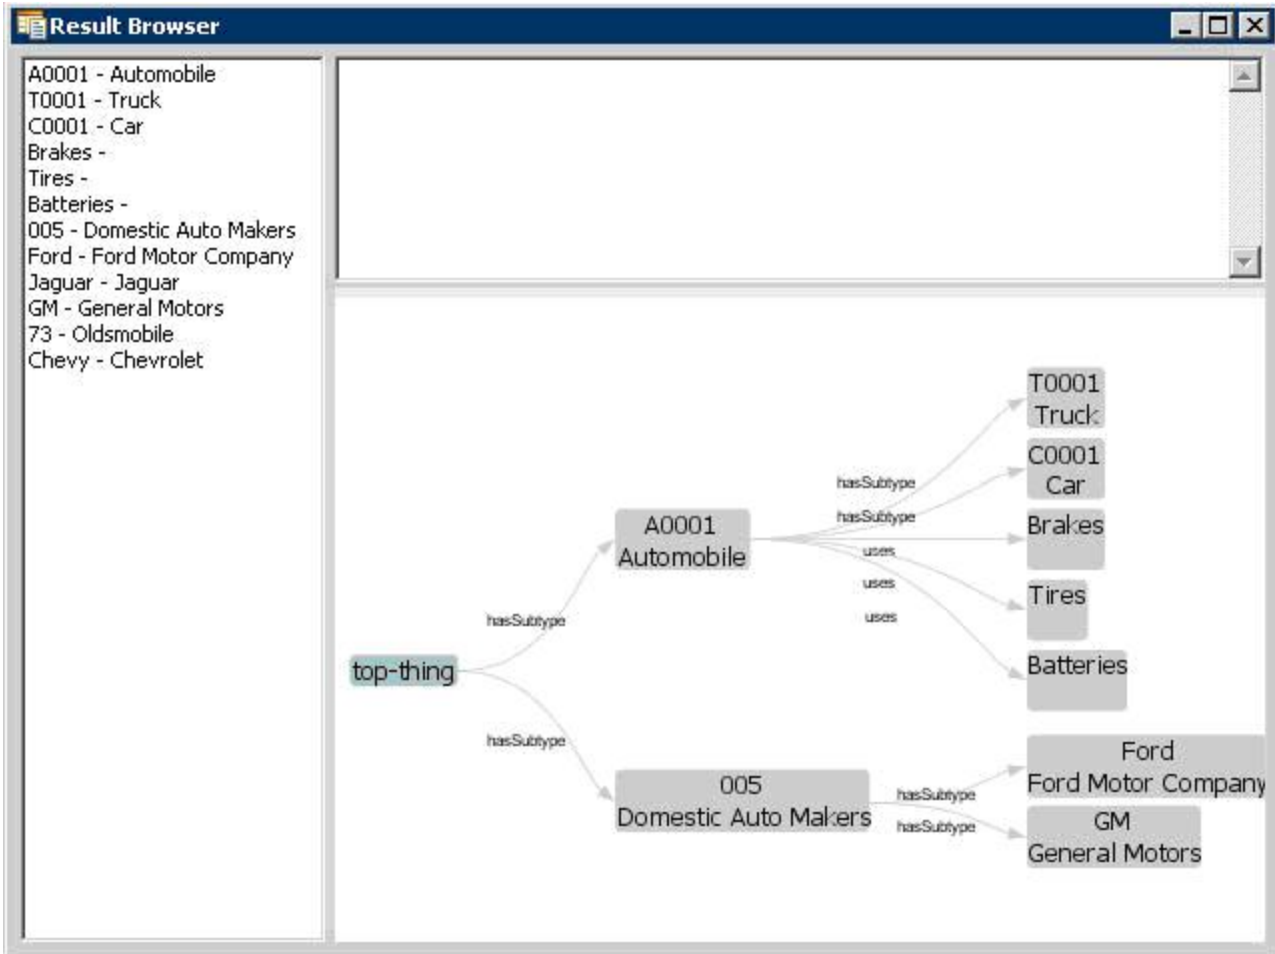 Result Browser
A0001 - Automobile
T0001 - Truck
C0001 - Car
Brakes -
Tires -
Batteries -
005 - Domestic Auto Makers
Ford - Ford Motor Company
Jaguar - Jaguar
GM - General Motors
73 - Oldsmobile
Chevy - Chevrolet
top-thing
hasSubtype
hasSubtype
A0001
Automobile
hasSubtype
hasSubtype
uses
uses
uses
T0001
Truck
C0001
Car
Brakes
Tires
Batteries
005
Domestic Auto Makers
hasSubtype
hasSubtype
Ford
Ford Motor Company
GM
General Motors